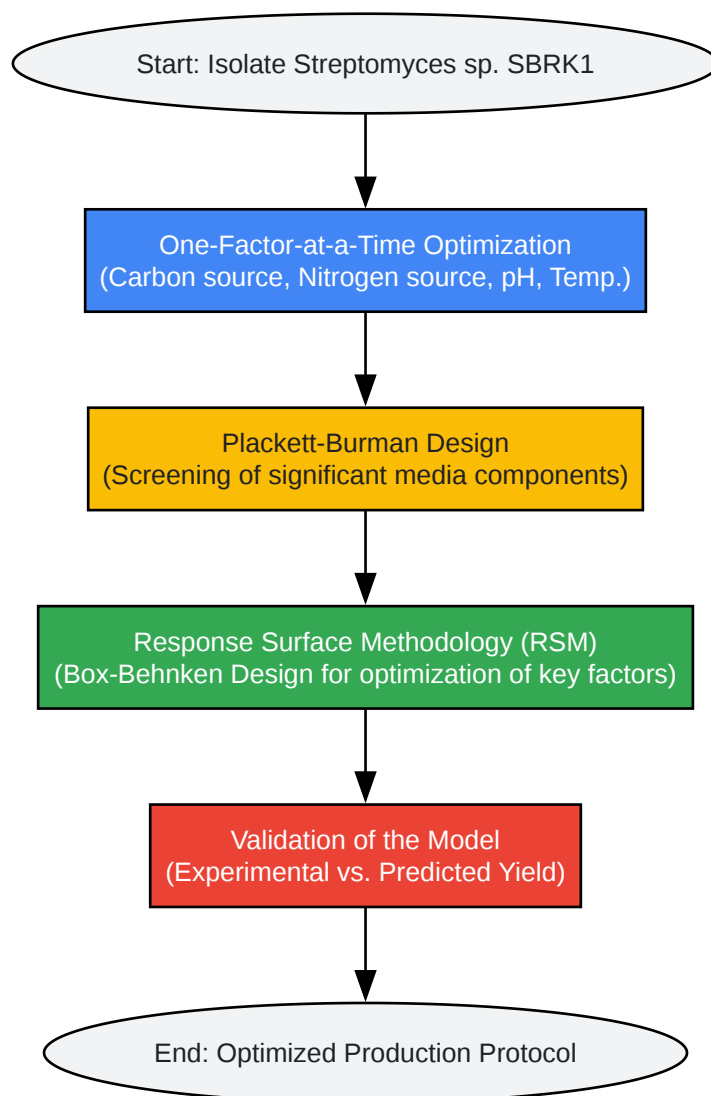 Start: Isolate Streptomyces sp. SBRK1
One-Factor-at-a-Time Optimization
(Carbon source, Nitrogen source, pH, Temp.)
Plackett-Burman Design
(Screening of significant media components)
Response Surface Methodology (RSM)
(Box-Behnken Design for optimization of key factors)
Validation of the Model
(Experimental vs. Predicted Yield)
End: Optimized Production Protocol